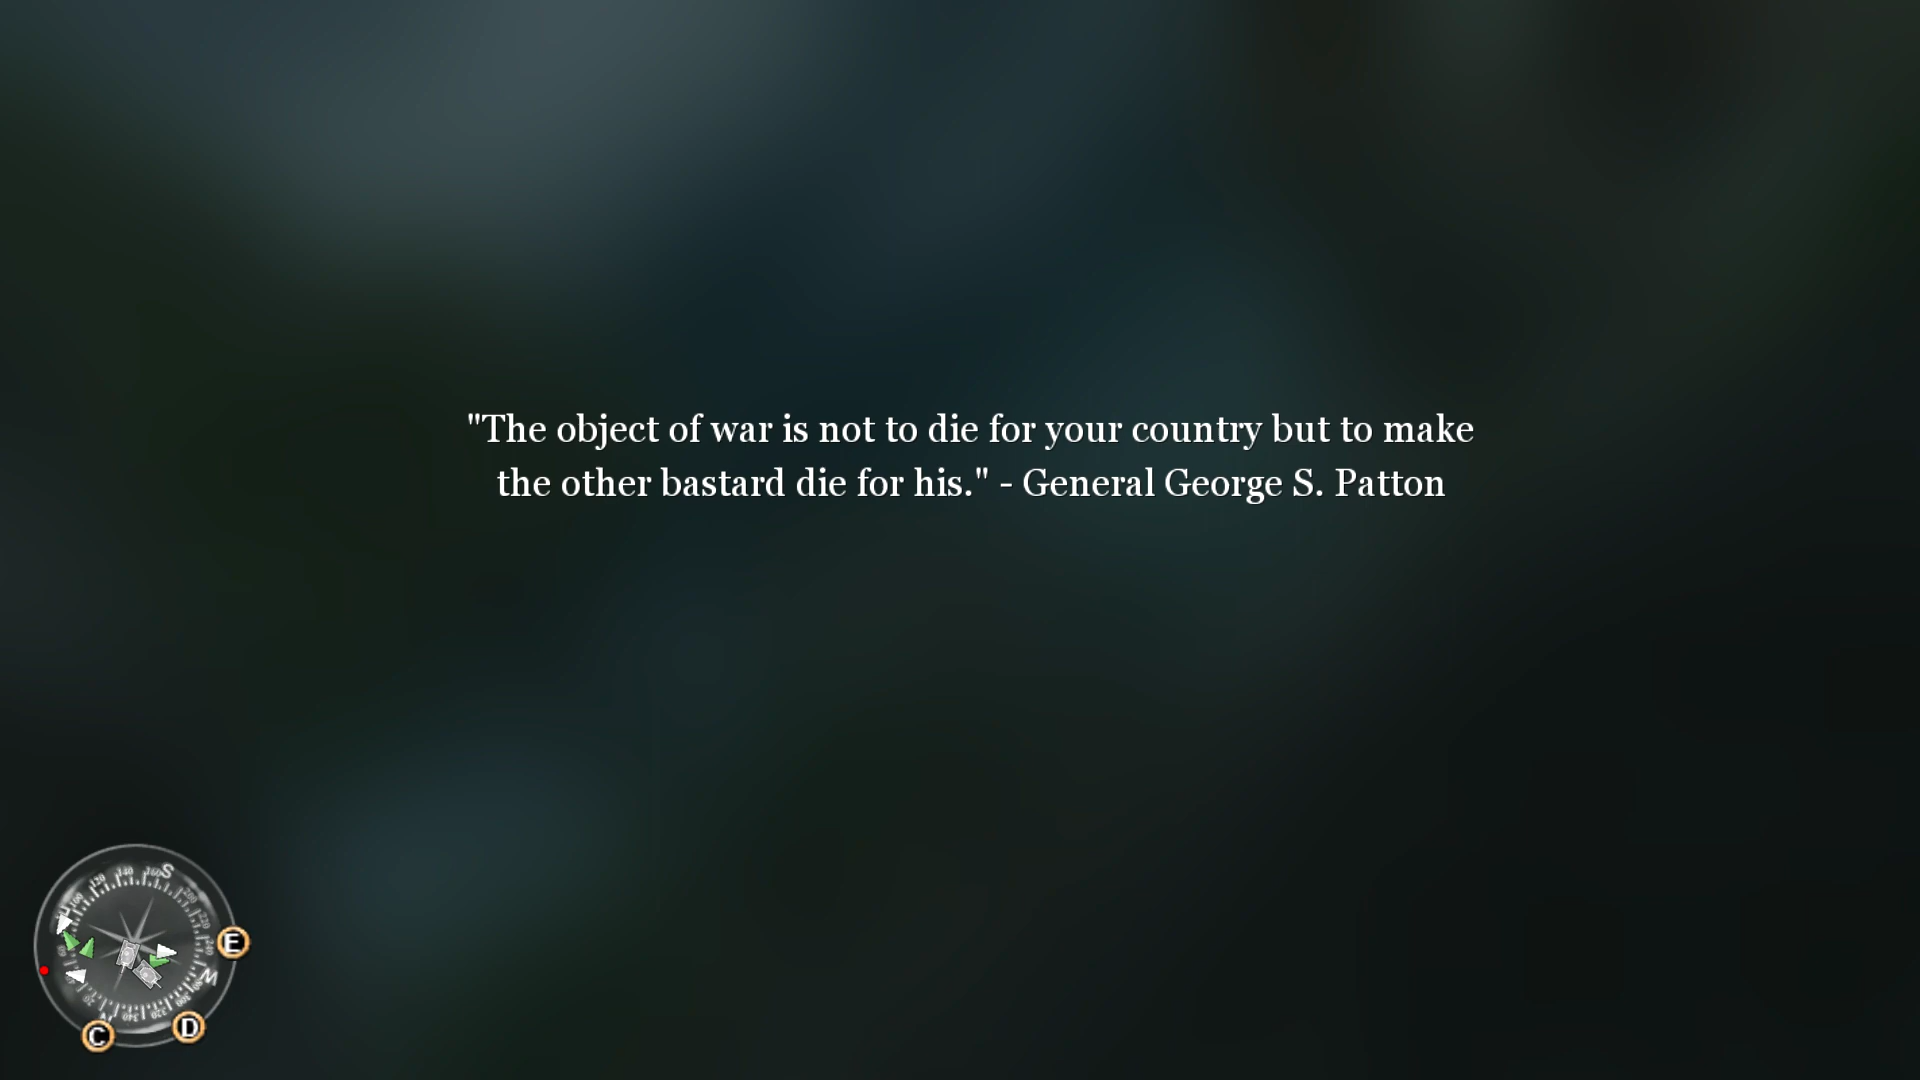 "The object of war is not to die for your country but to make
the other bastard die for his." - General George S. Patton
S
E
W
D
C